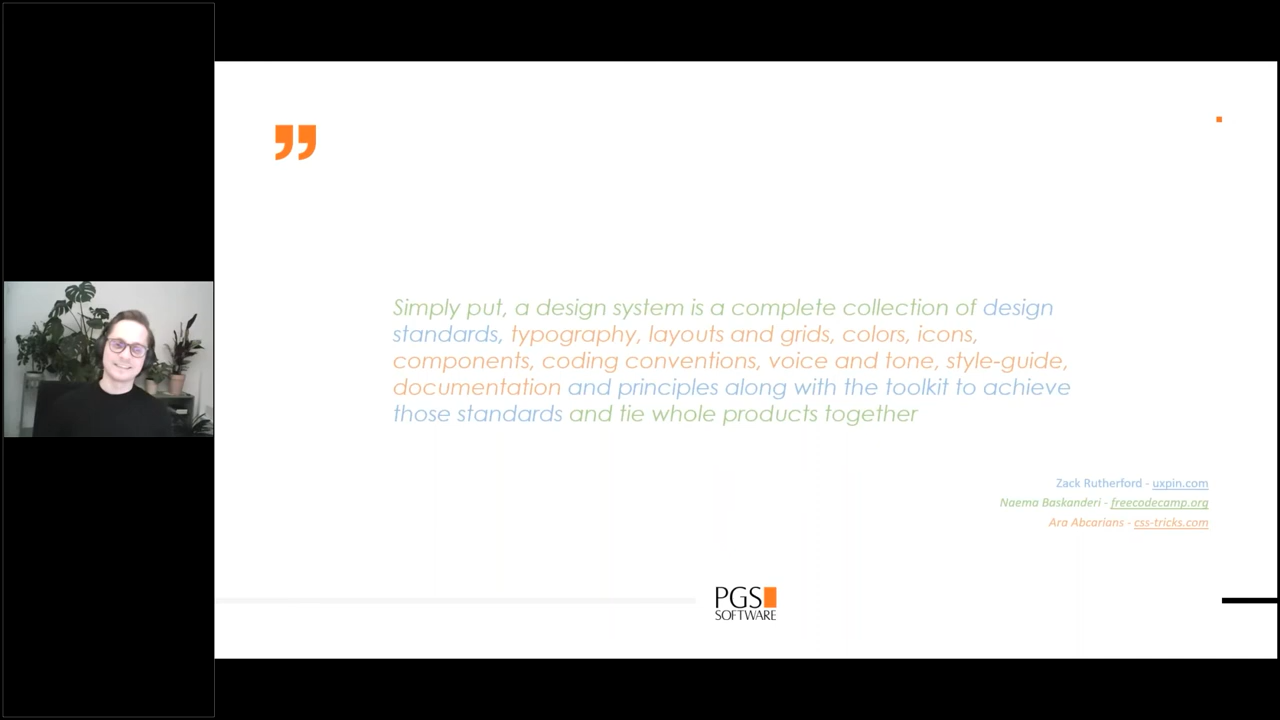 ”
Simply put, a design system is a complete collection of design
standards, typography, layouts and grids, colors, icons,
components, coding conventions, voice and tone, style-guide,
documentation and principles along with the toolkit to achieve
those standards and tie whole products together
Zack Rutherford - uxpin.com
Naema Baskanderi - freecodecamp.org
Ara Abcarians - css-tricks.com
PGS
SOFTWARE